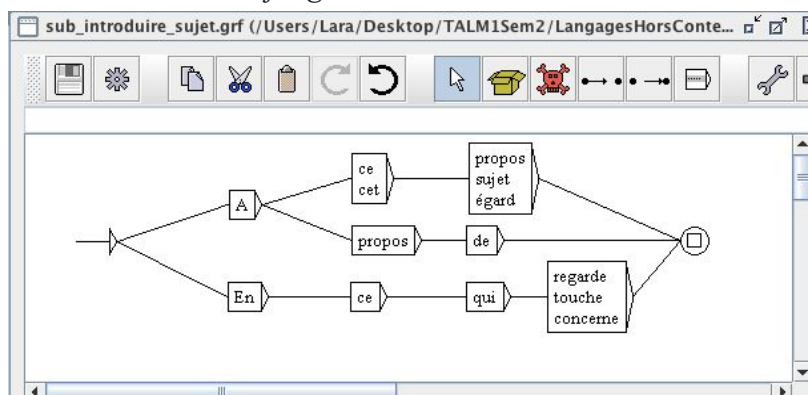 sub_introduire_sujet.grf (/Users/Lara/Desktop/TALM1Sem2/LangagesHorsConte...
A
ce
cet
propos
sujet
égard
propos
de
En
ce
qui
regarde
touche
concerne